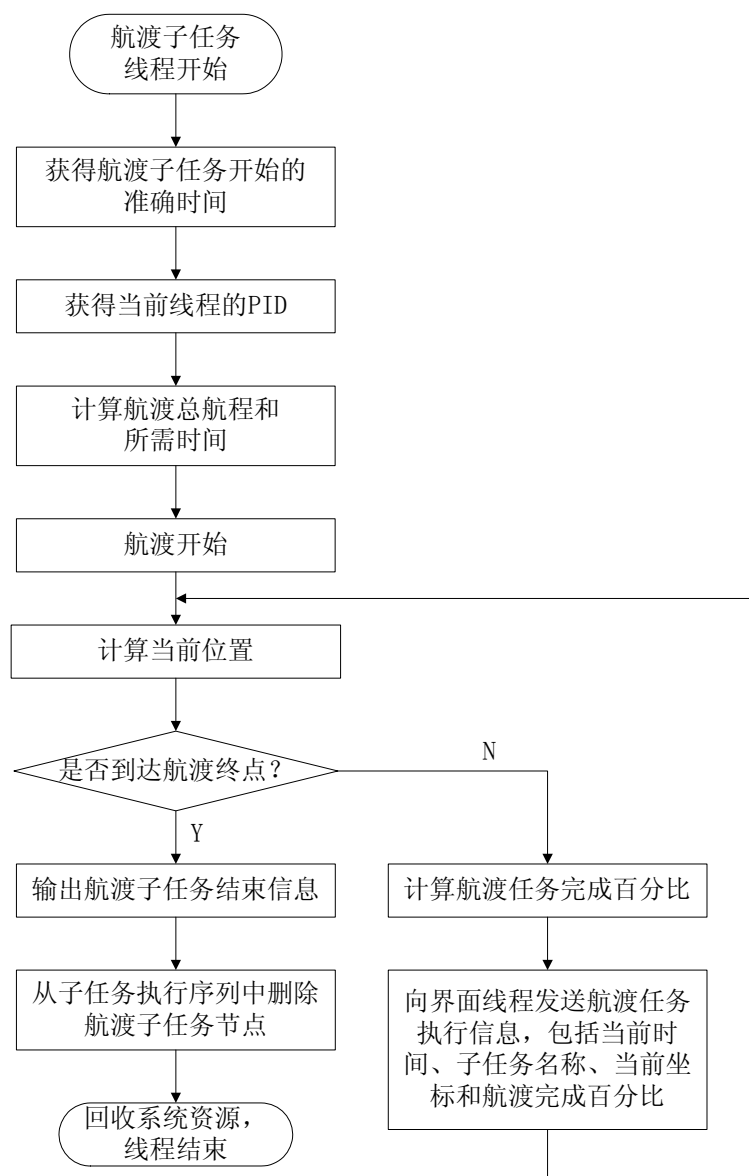 航渡子任务
线程开始
获得航渡子任务开始的
准确时间
获得当前线程的PID
计算航渡总航程和
所需时间
航渡开始
计算当前位置
是否到达航渡终点？
N
Y
输出航渡子任务结束信息
计算航渡任务完成百分比
从子任务执行序列中删除
航渡子任务节点
向界面线程发送航渡任务
执行信息，包括当前时
间、子任务名称、当前坐
标和航渡完成百分比
回收系统资源，
线程结束